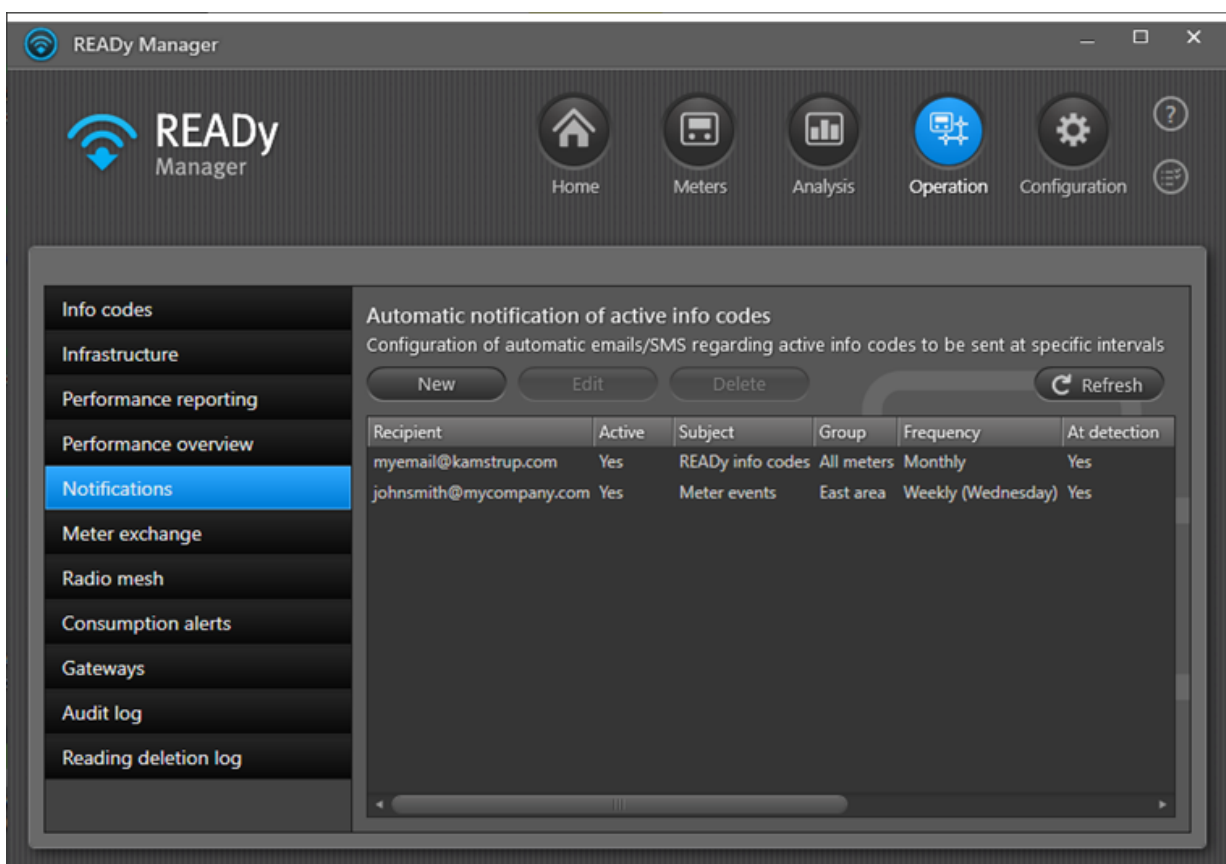 READy Manager
READy
Manager
Home Meters Analysis Operation Configuration
?
Info codes
Infrastructure
Performance reporting
Performance overview
Notifications
Meter exchange
Radio mesh
Consumption alerts
Gateways
Audit log
Reading deletion log
Automatic notification of active info codes
Configuration of automatic emails/SMS regarding active info codes to be sent at specific intervals
New Edit Delete Refresh
Recipient Active Subject Group Frequency At detection
myemail@kamstrup.com Yes READy info codes All meters Monthly Yes
johnsmith@mycompany.com Yes Meter events East area Weekly (Wednesday) Yes